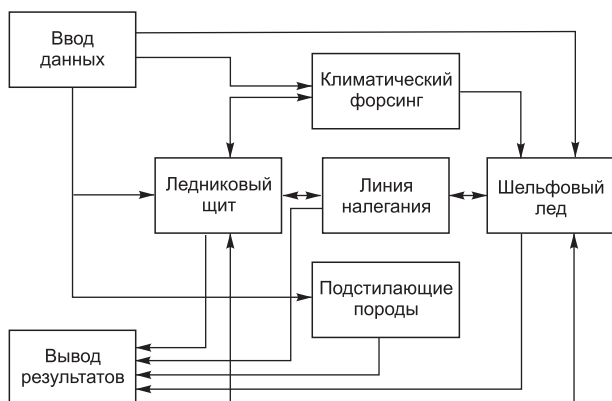 Ввод
данных
Климатический
форсинг
Ледниковый
щит
Линия
налегания
Шельфовый
лед
Подстилающие
породы
Вывод
результатов